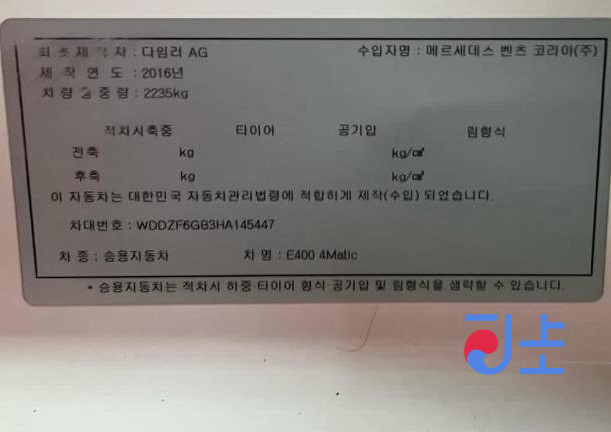 최초제작자 : 다임러 AG 수입자명 : 메르세데스 벤츠 코리아(주)
제작연도 : 2016년
차량총중량 : 2235kg
적차시축중 타이어 공기압 림형식
전축 kg kg/㎠
후축 kg kg/㎠
이 자동차는 대한민국 자동차관리법령에 적합하게 제작(수입) 되었습니다.
차대번호 : WDDZF6GB3HA145447
차 종 : 승용자동차 차 명 : E400 4Matic
* 승용자동차는 적차시 하중 타이어 형식 공기압 및 림형식을 생략할 수 있습니다.